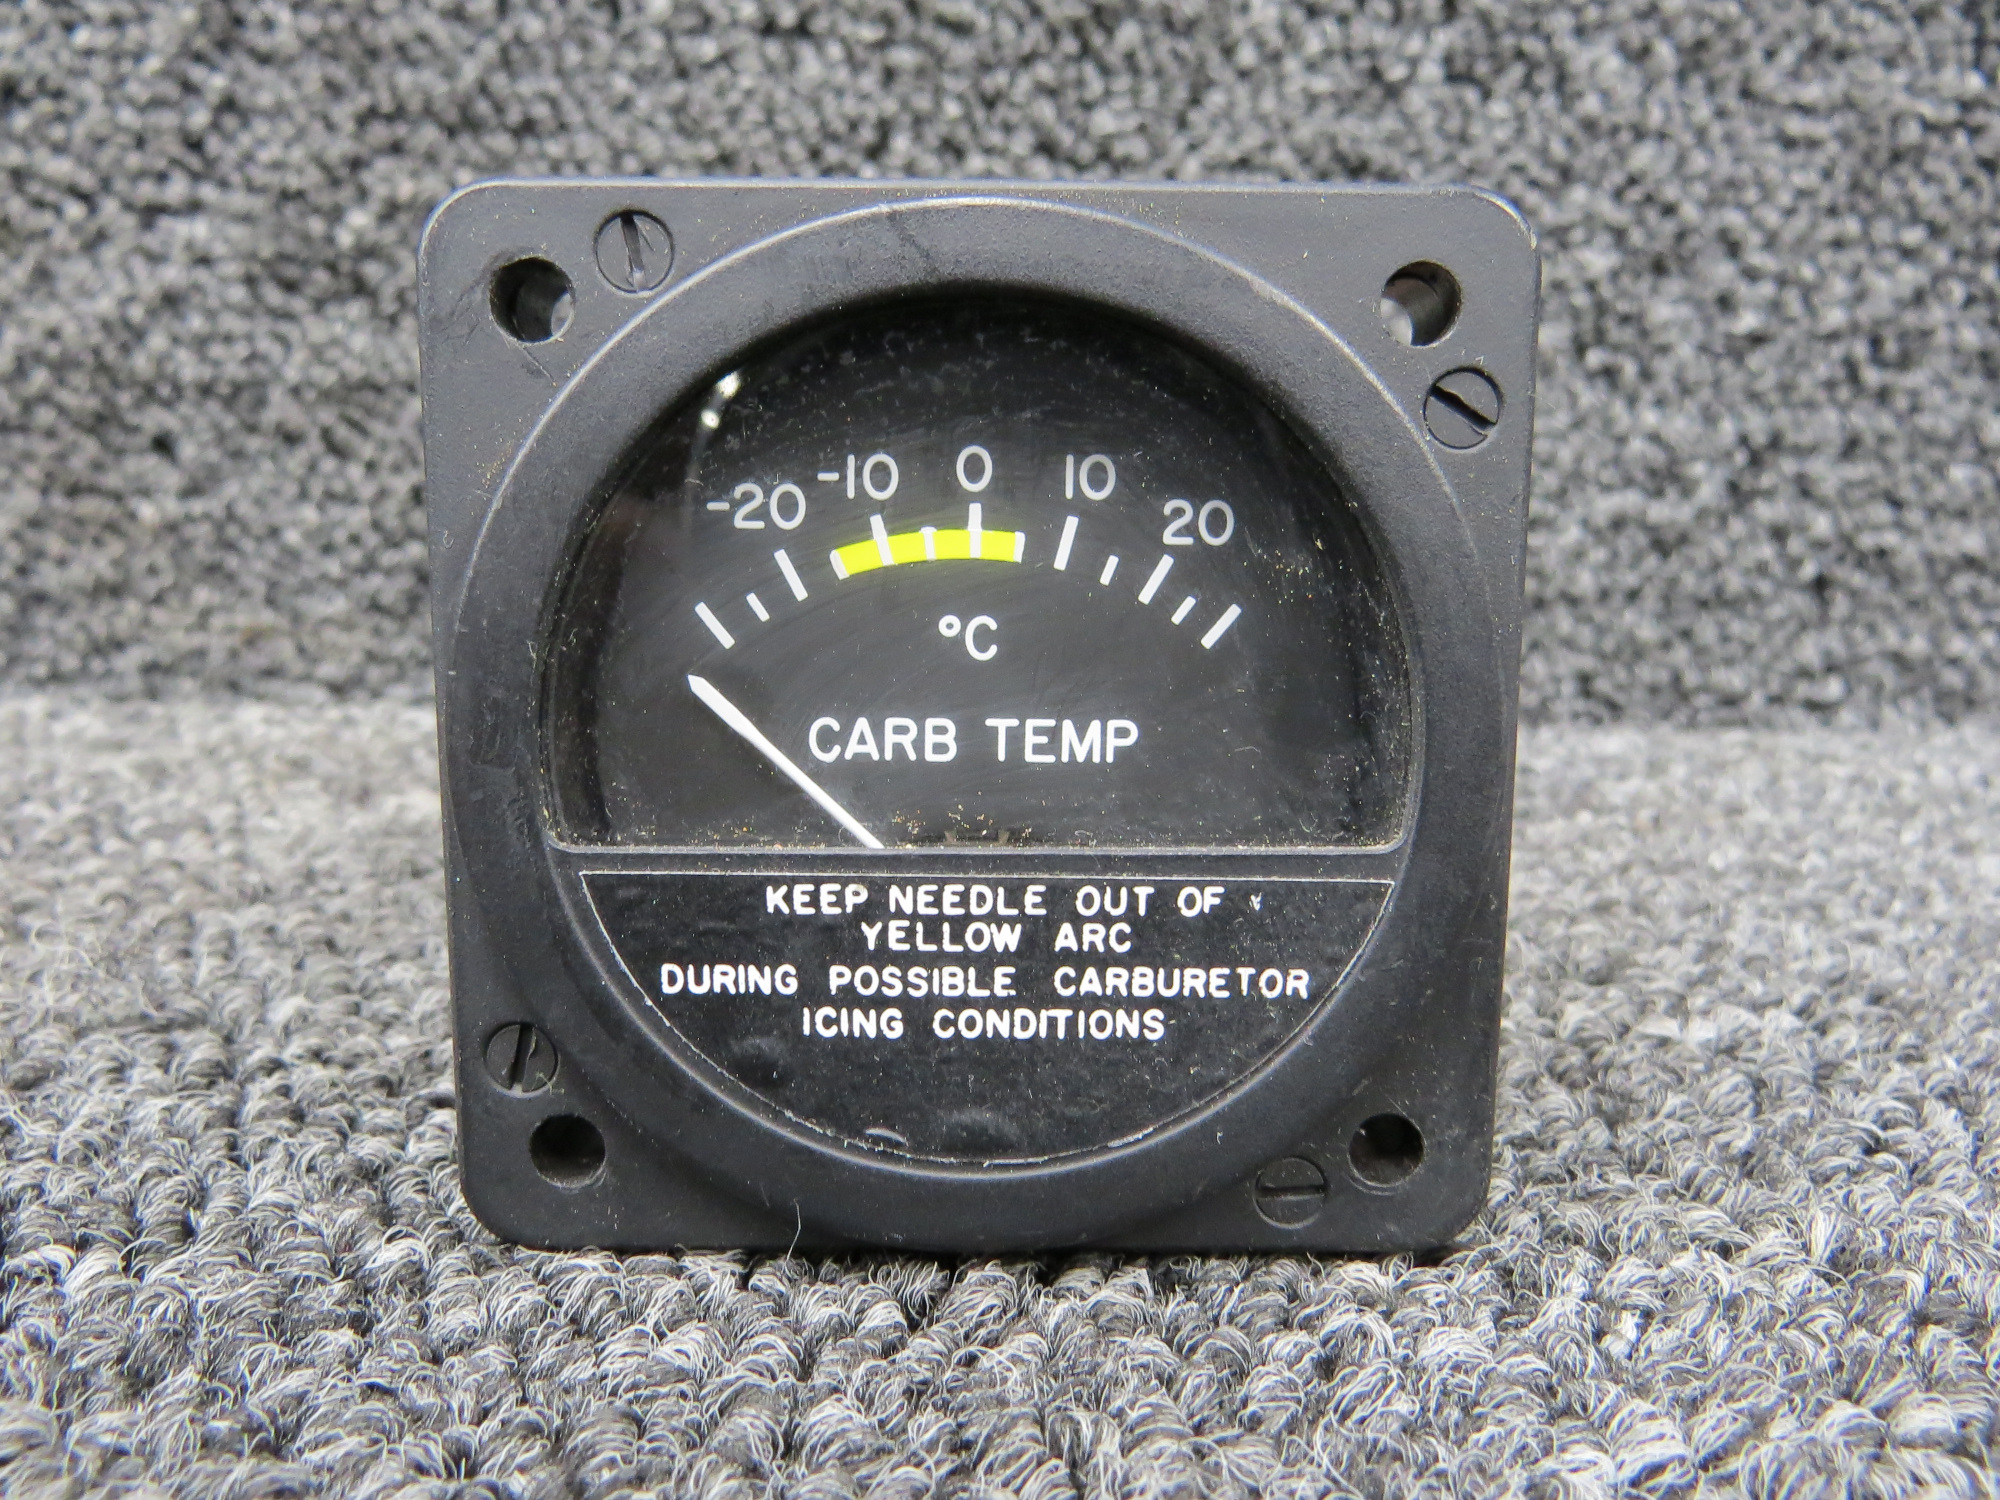 -20 -10 0 10 20
°C
CARB TEMP
KEEP NEEDLE OUT OF
YELLOW ARC
DURING POSSIBLE CARBURETOR
ICING CONDITIONS